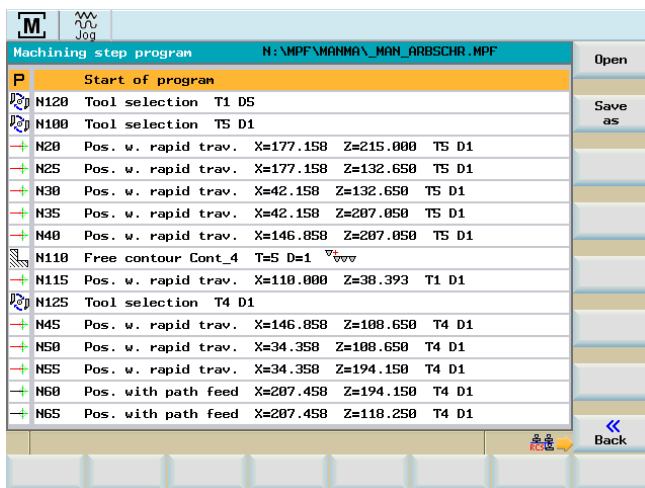 M
Jog
Machining step program N:\MPF\MANMA\_MAN_ARBSCHR.MPF
Open
P Start of program
N120 Tool selection T1 D5
Save as
N100 Tool selection T5 D1
N20 Pos. w. rapid trav. X=177.158 Z=215.000 T5 D1
N25 Pos. w. rapid trav. X=177.158 Z=132.650 T5 D1
N30 Pos. w. rapid trav. X=42.158 Z=132.650 T5 D1
N35 Pos. w. rapid trav. X=42.158 Z=207.050 T5 D1
N40 Pos. w. rapid trav. X=146.858 Z=207.050 T5 D1
N110 Free contour Cont_4 T=5 D=1
N115 Pos. w. rapid trav. X=110.000 Z=38.393 T1 D1
N125 Tool selection T4 D1
N45 Pos. w. rapid trav. X=146.858 Z=108.650 T4 D1
N50 Pos. w. rapid trav. X=34.358 Z=108.650 T4 D1
N55 Pos. w. rapid trav. X=34.358 Z=194.150 T4 D1
N60 Pos. with path feed X=207.458 Z=194.150 T4 D1
N65 Pos. with path feed X=207.458 Z=118.250 T4 D1
Back
RCS